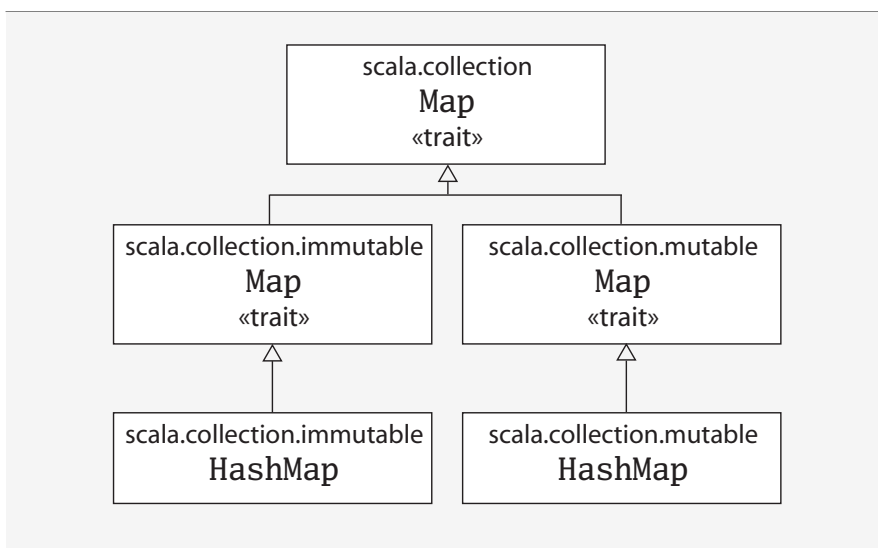 scala.collection
Map
«trait»
scala.collection.immutable
Map
«trait»
scala.collection.mutable
Map
«trait»
scala.collection.immutable
HashMap
scala.collection.mutable
HashMap